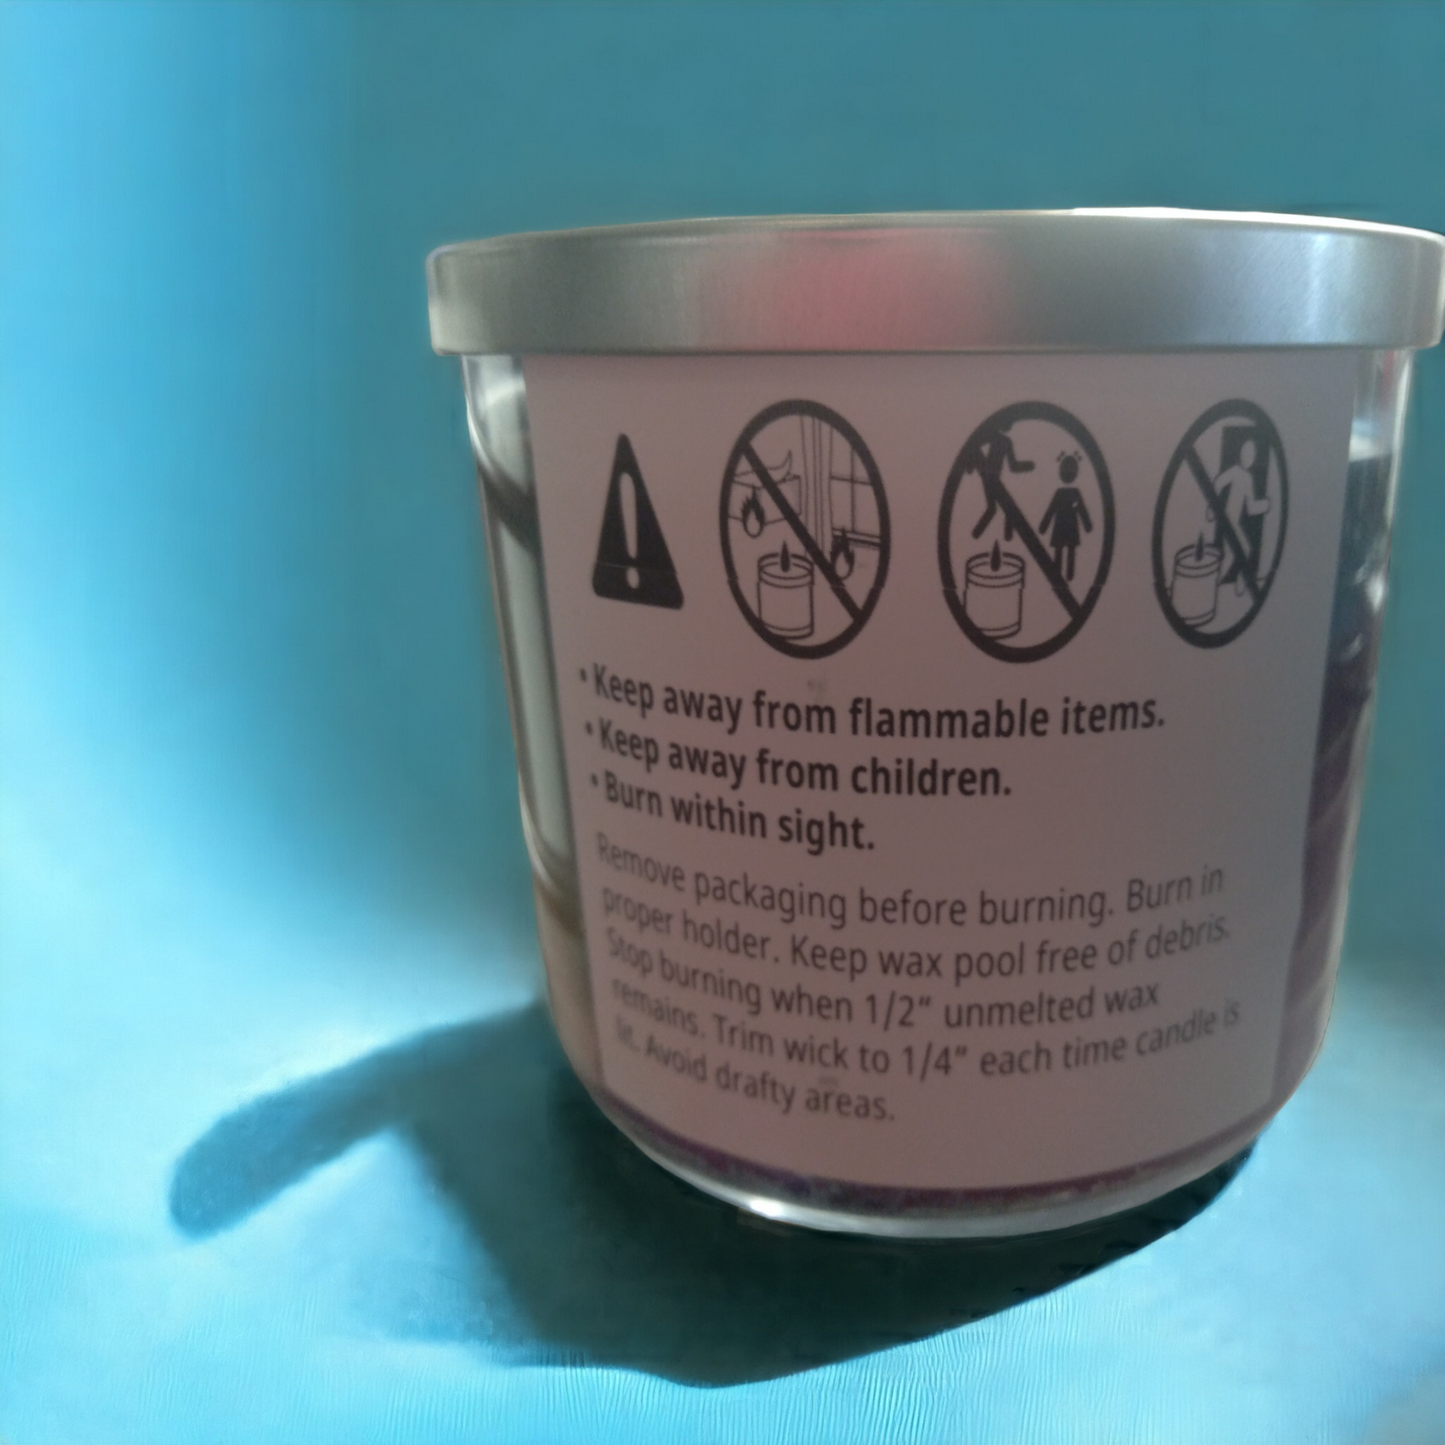 • Keep away from flammable items.
• Keep away from children.
• Burn within sight.
Remove packaging before burning. Burn in
proper holder. Keep wax pool free of debris.
Stop burning when 1/2“ unmelted wax
remains. Trim wick to 1/4“ each time candle is
lit. Avoid drafty areas.